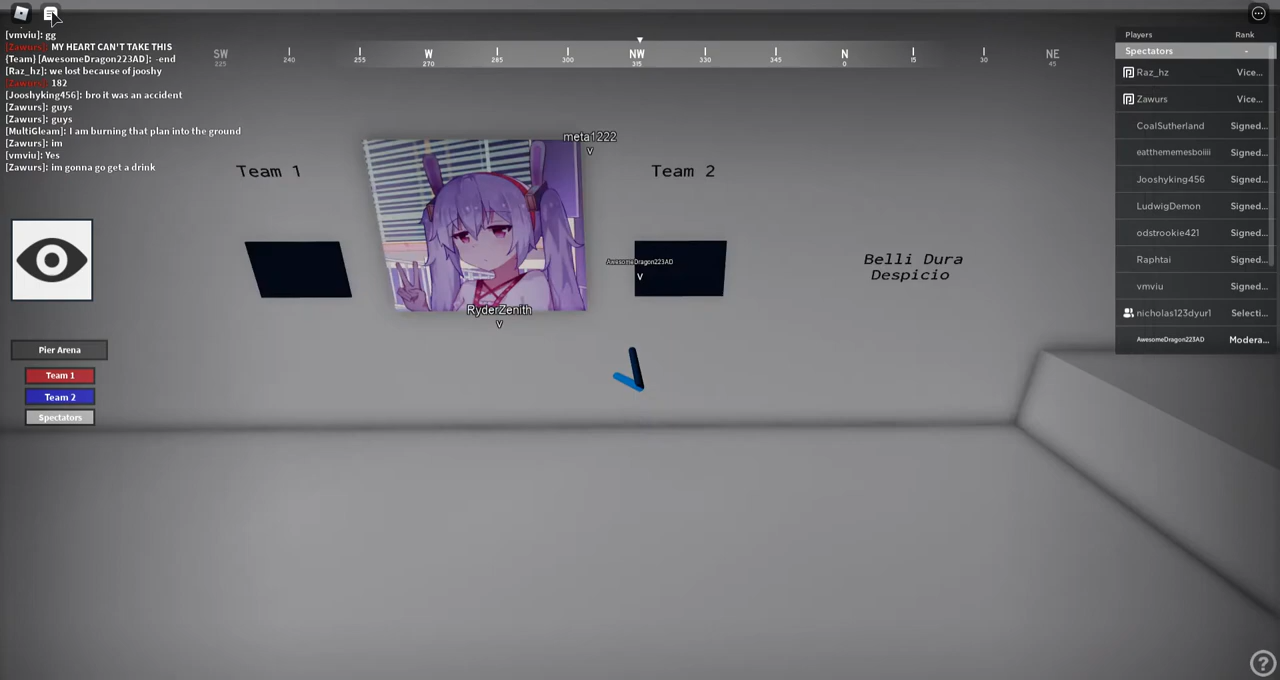 [vmviu]: gg
[Zawurs]: MY HEART CAN'T TAKE THIS
{Team} [AwesomeDragon223AD]: -end
[Raz_hz]: we lost because of jooshy
[Zawurs]: 182
[Jooshyking456]: bro it was an accident
[Zawurs]: guys
[Zawurs]: guys
[MultiGleam]: I am burning that plan into the ground
[Zawurs]: im
[vmviu]: Yes
[Zawurs]: im gonna go get a drink
SW W NW N NE
225 240 255 270 285 300 315 330 345 0 15 30 45
meta1222
v
Team 1
Team 2
AwesomeDragon223AD
v
RyderZenith
v
Belli Dura
Despicio
Pier Arena
Team 1
Team 2
Spectators
Players Rank
Spectators -
Raz_hz Vice...
Zawurs Vice...
CoalSutherland Signed...
eatthememesboiiii Signed...
Jooshyking456 Signed...
LudwigDemon Signed...
odstrookie421 Signed...
Raphtai Signed...
vmviu Signed...
nicholas123dyur1 Selecti...
AwesomeDragon223AD Modera...
?